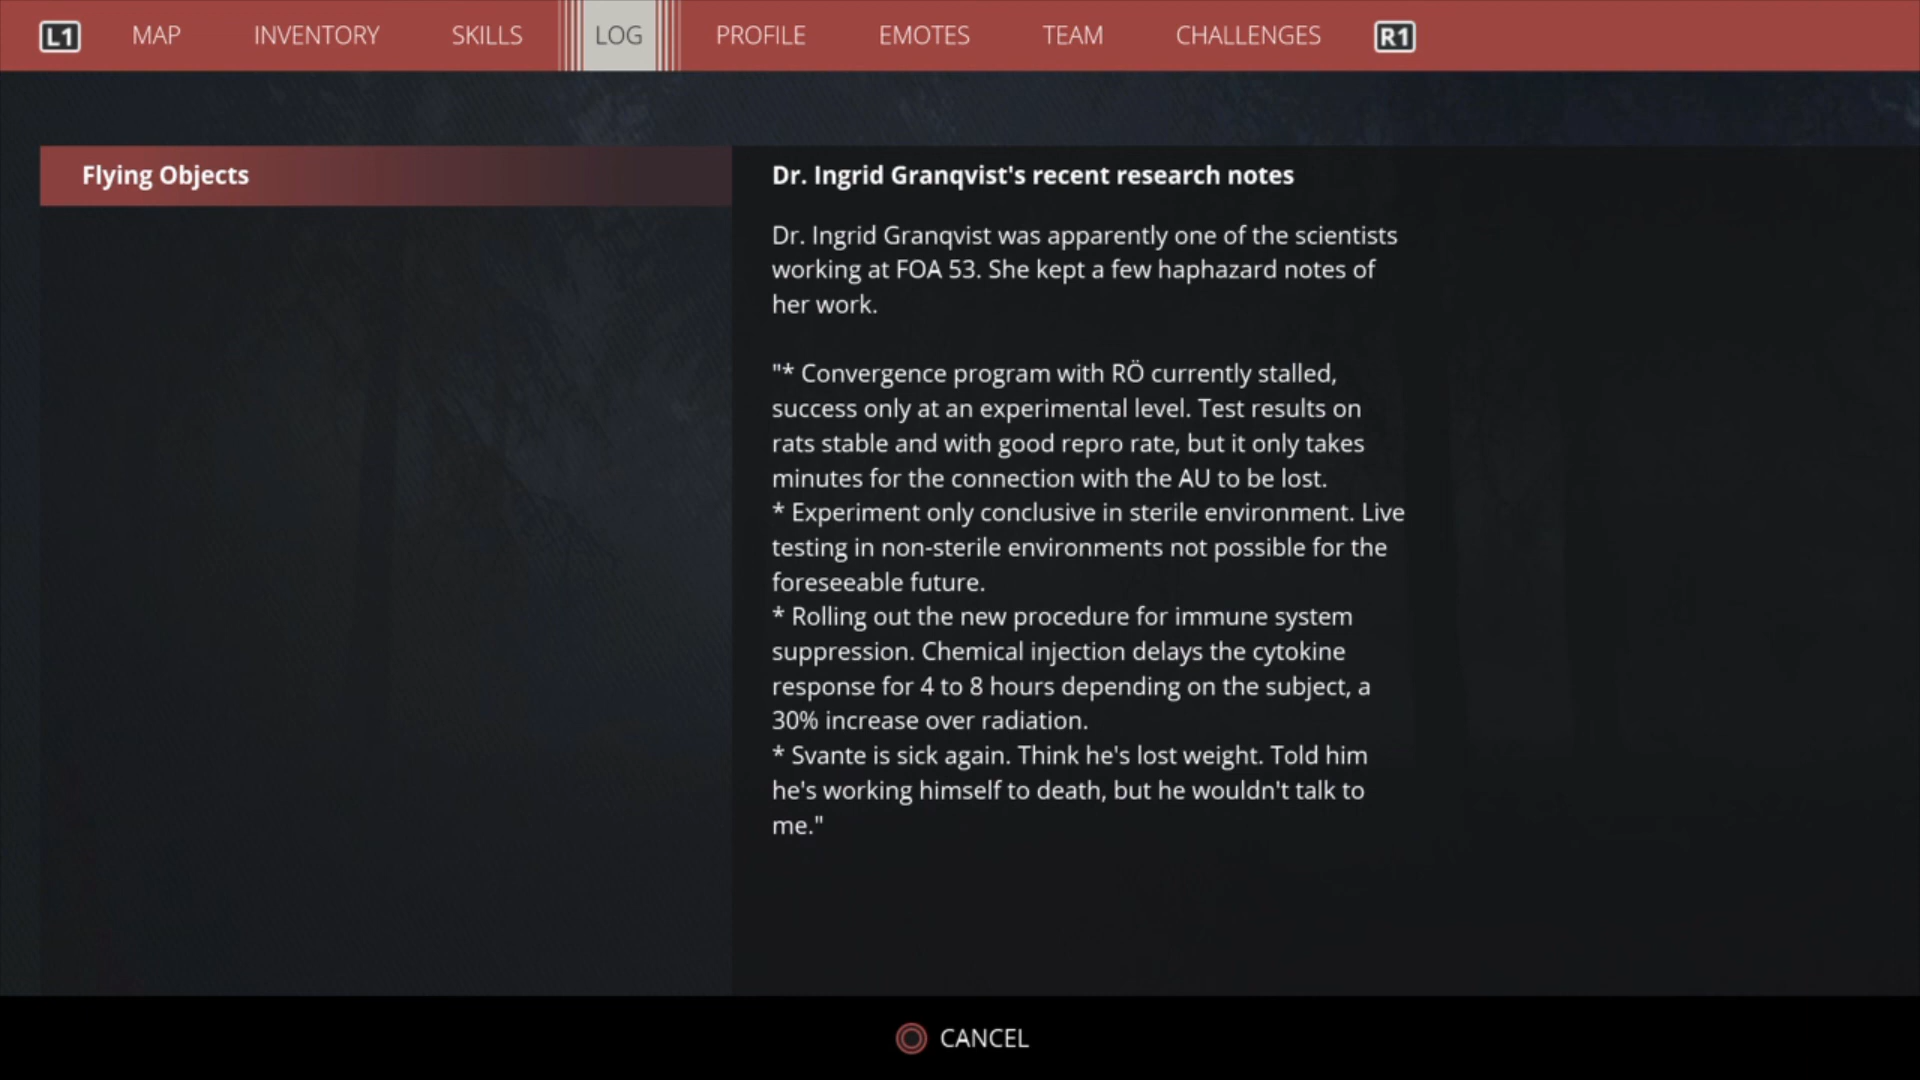 L1 MAP INVENTORY SKILLS LOG PROFILE EMOTES TEAM CHALLENGES R1
Flying Objects
Dr. Ingrid Granqvist's recent research notes
Dr. Ingrid Granqvist was apparently one of the scientists
working at FOA 53. She kept a few haphazard notes of
her work.
"* Convergence program with RÖ currently stalled,
success only at an experimental level. Test results on
rats stable and with good repro rate, but it only takes
minutes for the connection with the AU to be lost.
* Experiment only conclusive in sterile environment. Live
testing in non-sterile environments not possible for the
foreseeable future.
* Rolling out the new procedure for immune system
suppression. Chemical injection delays the cytokine
response for 4 to 8 hours depending on the subject, a
30% increase over radiation.
* Svante is sick again. Think he's lost weight. Told him
he's working himself to death, but he wouldn't talk to
me."
CANCEL